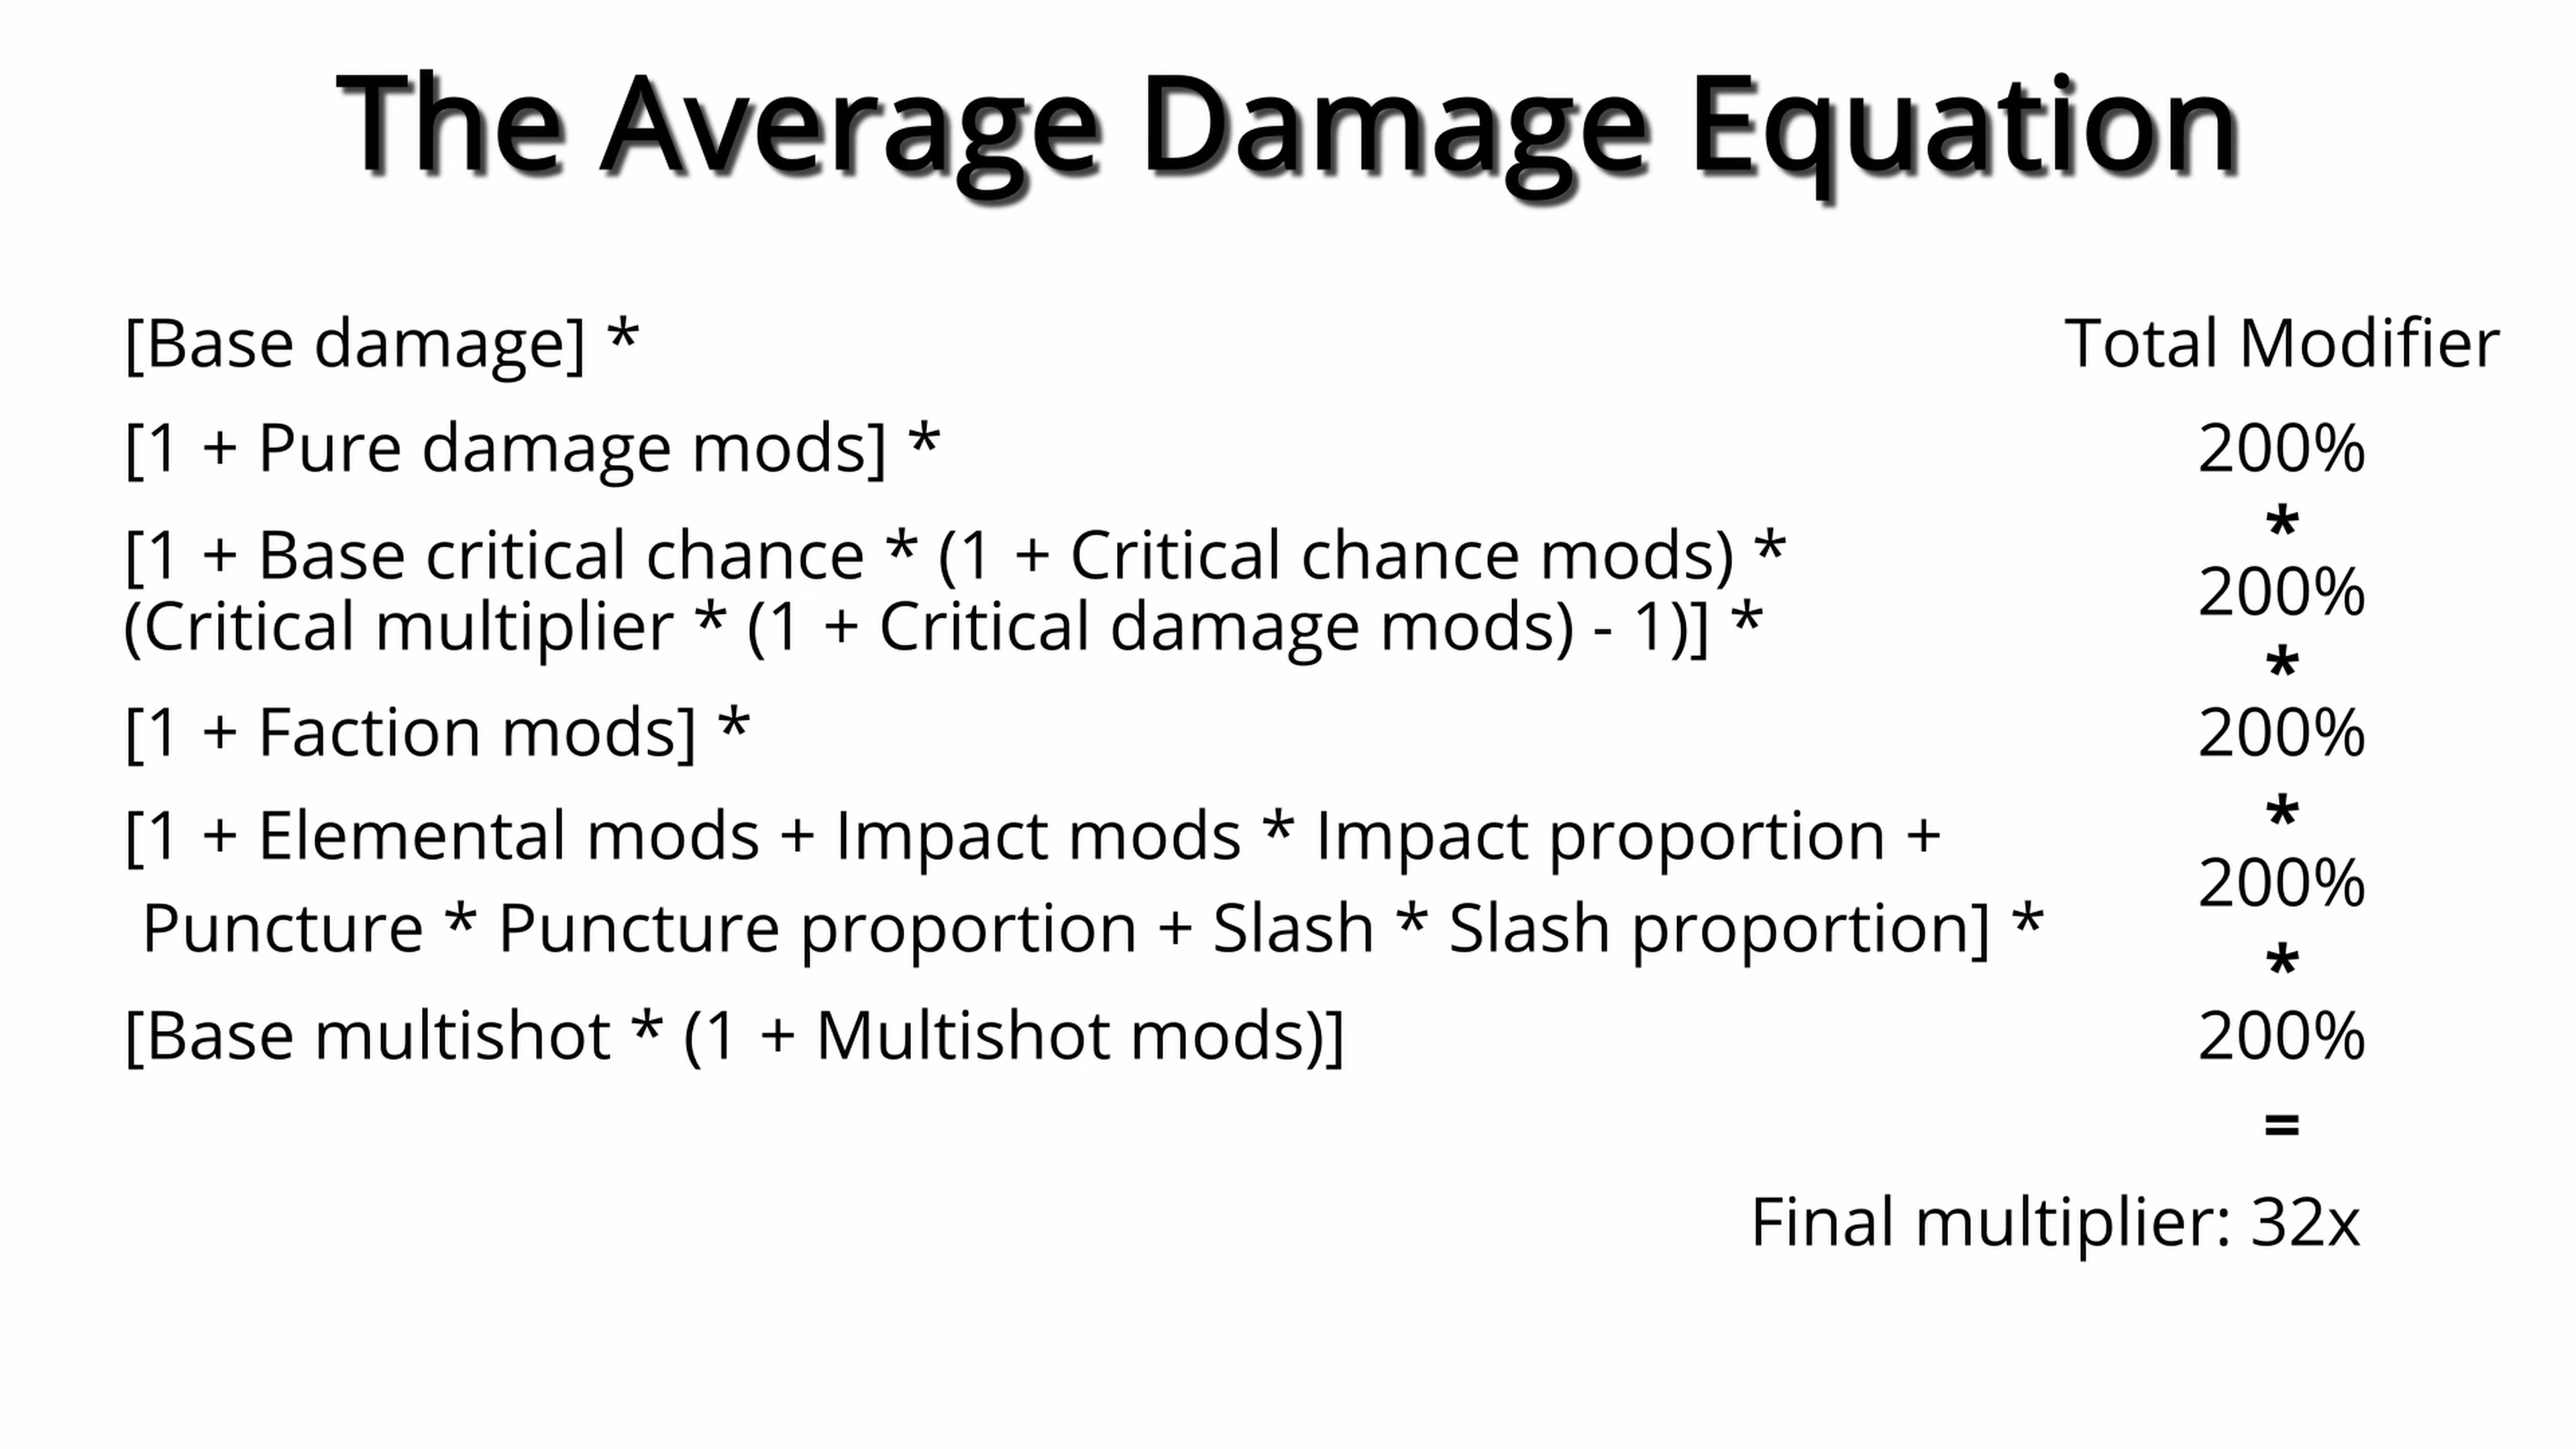 The Average Damage Equation
[Base damage] *
Total Modifier
[1 + Pure damage mods] *
200%
*
[1 + Base critical chance * (1 + Critical chance mods) *
(Critical multiplier * (1 + Critical damage mods) - 1)] *
200%
*
[1 + Faction mods] *
200%
*
[1 + Elemental mods + Impact mods * Impact proportion +
Puncture * Puncture proportion + Slash * Slash proportion] *
200%
*
[Base multishot * (1 + Multishot mods)]
200%
=
Final multiplier: 32x